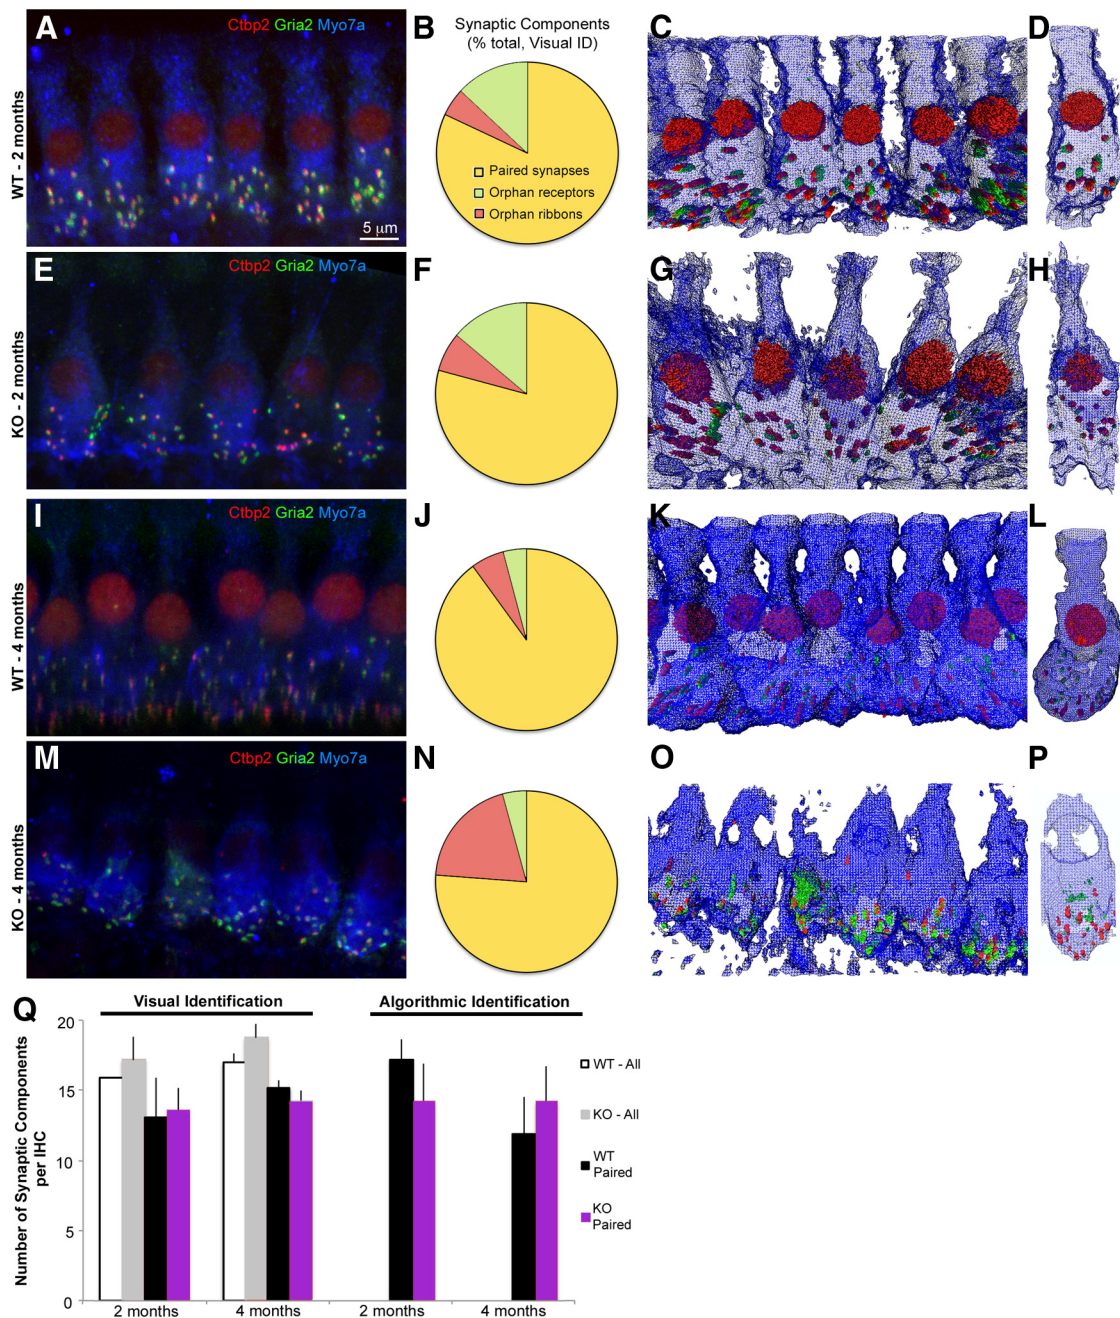 A
Ctbp2 Gria2 Myo7a
WT - 2 months
5 μm
B
Synaptic Components
(% total, Visual ID)
Paired synapses
Orphan receptors
Orphan ribbons
C
D
E
KO - 2 months
F
G
H
I
Ctbp2 Gria2 Myo7a
WT - 4 months
J
K
L
M
Ctbp2 Gria2 Myo7a
KO - 4 months
N
O
P
Q
Visual Identification
Algorithmic Identification
Number of Synaptic Components
per IHC
20
15
10
5
0
2 months
4 months
2 months
4 months
WT - All
KO - All
WT
Paired
KO
Paired